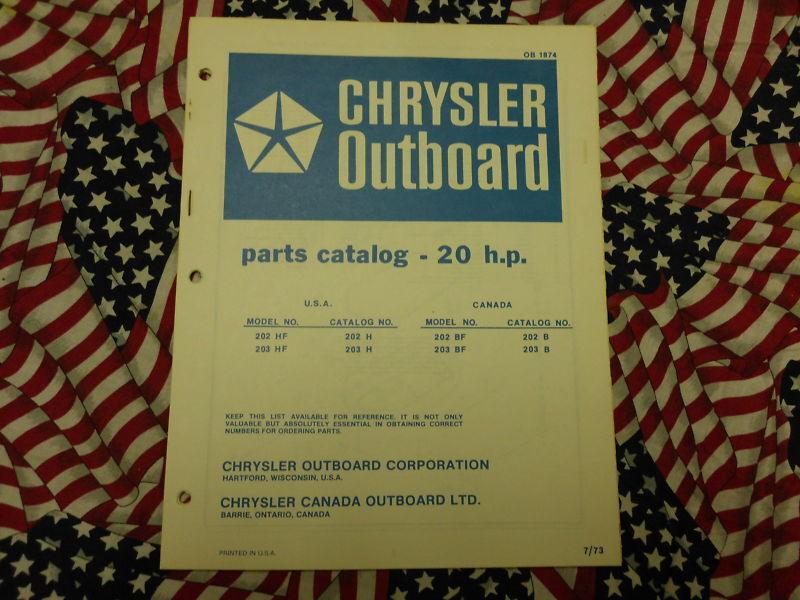 OB 1874
CHRYSLER
Outboard
parts catalog - 20 h.p.
U.S.A. CANADA
MODEL NO. CATALOG NO. MODEL NO. CATALOG NO.
202 HF 202 H 202 BF 202 B
203 HF 203 H 203 BF 203 B
KEEP THIS LIST AVAILABLE FOR REFERENCE. IT IS NOT ONLY
VALUABLE BUT ABSOLUTELY ESSENTIAL IN OBTAINING CORRECT
NUMBERS FOR ORDERING PARTS.
CHRYSLER OUTBOARD CORPORATION
HARTFORD, WISCONSIN, U.S.A.
CHRYSLER CANADA OUTBOARD LTD.
BARRIE, ONTARIO, CANADA
PRINTED IN U.S.A. 7/73